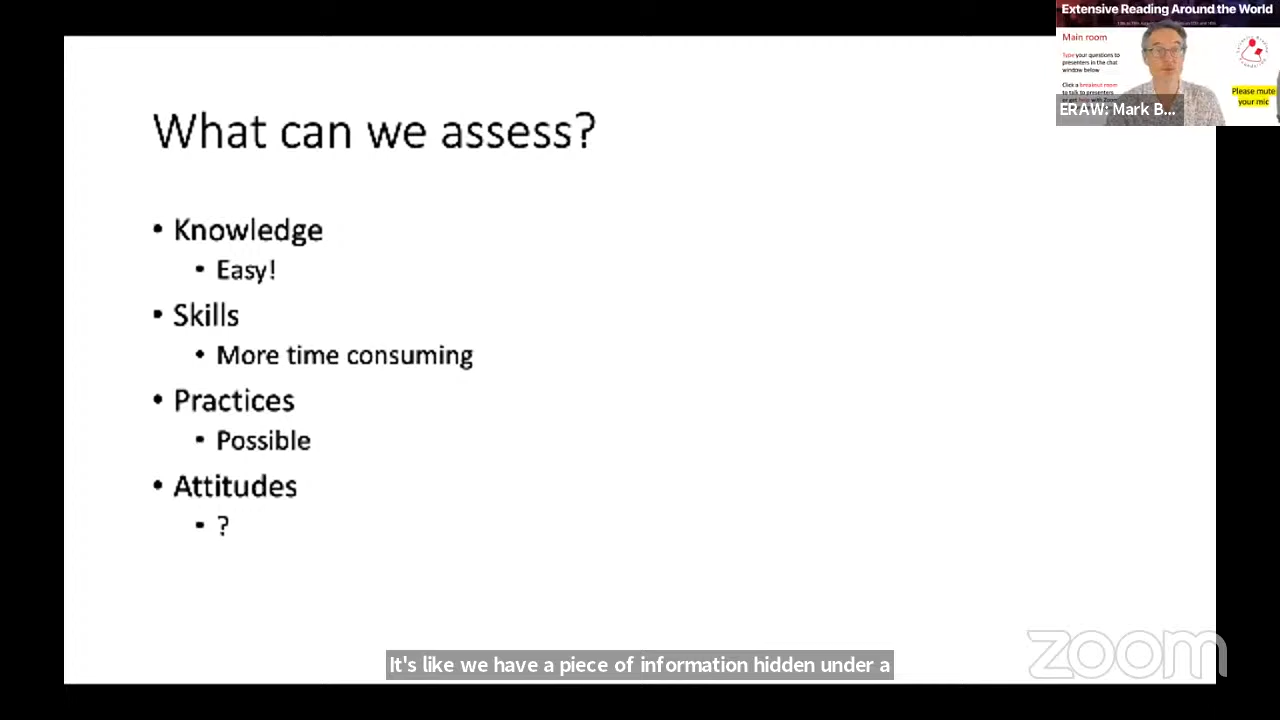 Extensive Reading Around the World
Main room
Type your questions to
presenters in the chat
window below
Click a breakout room
to talk to presenters
Please mute
your mic
ERAW: Mark B...
What can we assess?
• Knowledge
• Easy!
• Skills
• More time consuming
• Practices
• Possible
• Attitudes
• ?
It's like we have a piece of information hidden under a
zoom